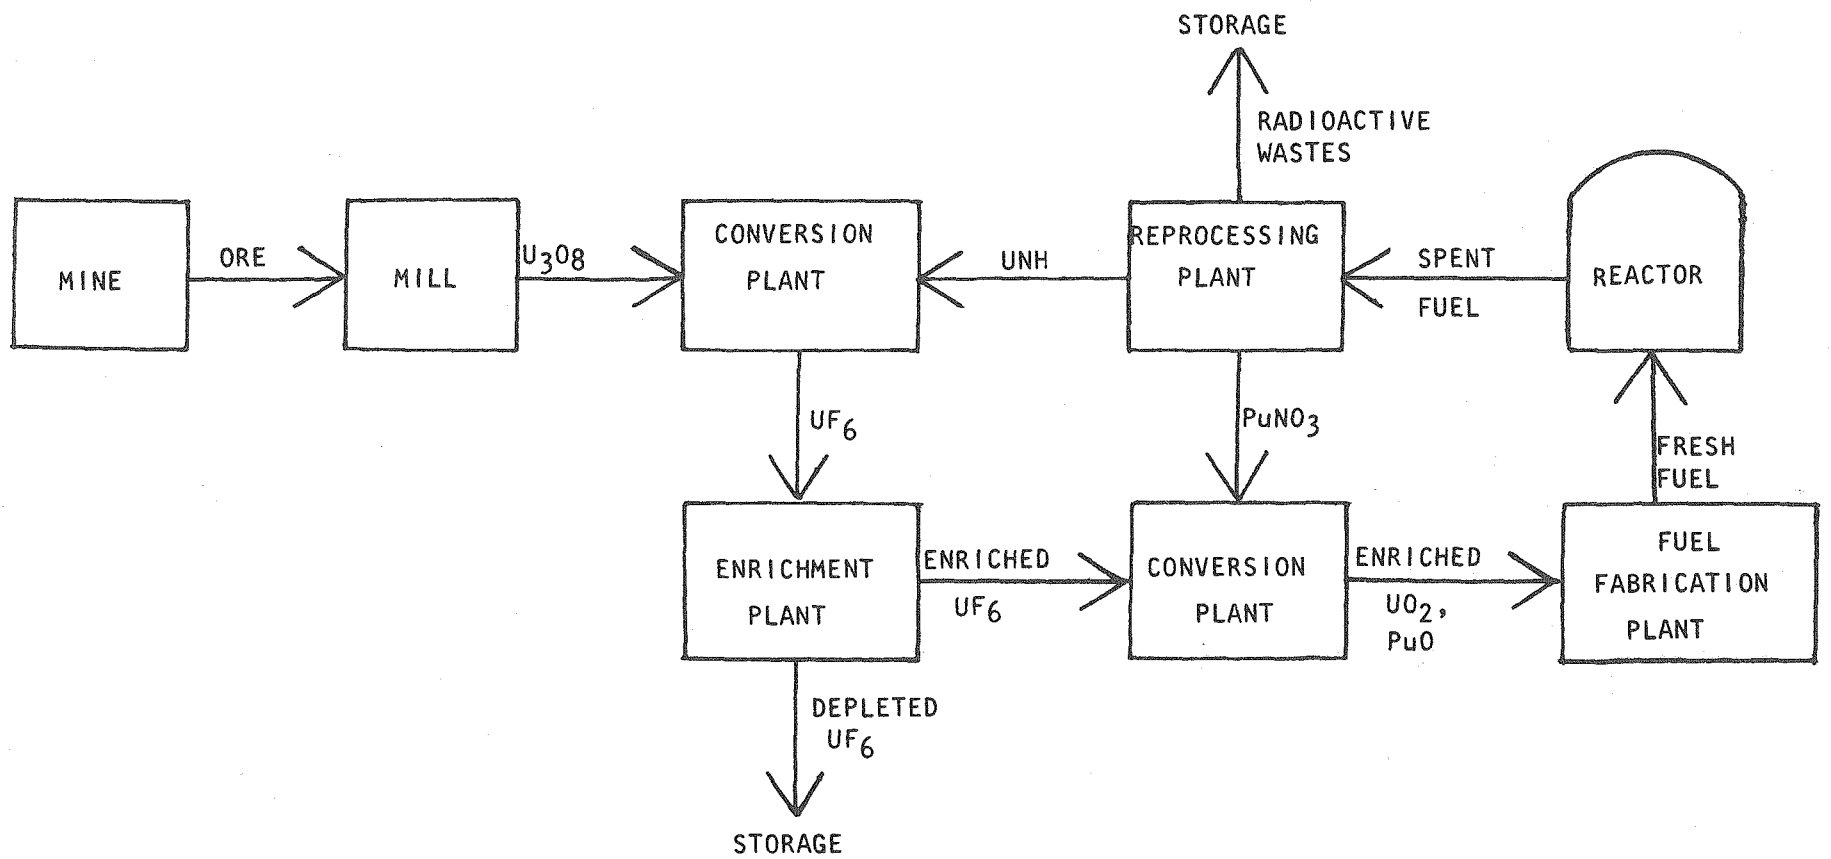 STORAGE
RADIOACTIVE
WASTES
MINE
ORE
MILL
U₃O₈
CONVERSION
PLANT
UNH
REPROCESSING
PLANT
SPENT
FUEL
REACTOR
UF₆
PuNO₃
FRESH
FUEL
ENRICHMENT
PLANT
ENRICHED
UF₆
CONVERSION
PLANT
ENRICHED
UO₂,
PuO
FUEL
FABRICATION
PLANT
DEPLETED
UF₆
STORAGE